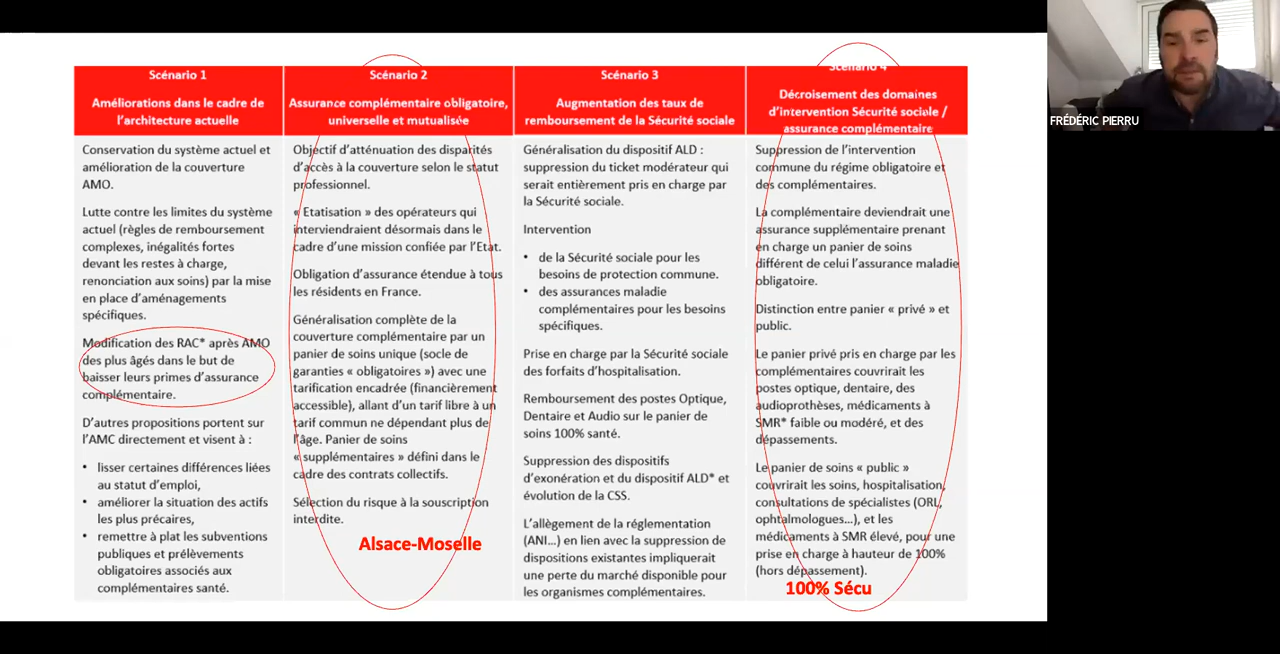 Scénario 1
Améliorations dans le cadre de
l'architecture actuelle
Conservation du système actuel et
amélioration de la couverture
AMO.
Lutte contre les limites du système
actuel (règles de remboursement
complexes, inégalités fortes
devant les restes à charge,
renonciation aux soins) par la mise
en place d'aménagements
spécifiques.
Modification des RAC* après AMO
des plus âgés dans le but de
baisser leurs primes d'assurance
complémentaire.
D'autres propositions portent sur
l'AMC directement et visent à :
• lisser certaines différences liées
au statut d'emploi,
• améliorer la situation des actifs
les plus précaires,
• remettre à plat les subventions
publiques et prélèvements
obligatoires associés aux
complémentaires santé.
Scénario 2
Assurance complémentaire obligatoire,
universelle et mutualisée
Objectif d'atténuation des disparités
d'accès à la couverture selon le statut
professionnel.
« Etatisation » des opérateurs qui
interviendraient désormais dans le
cadre d'une mission confiée par l'Etat.
Obligation d'assurance étendue à tous
les résidents en France.
Généralisation complète de la
couverture complémentaire par un
panier de soins unique (socle de
garanties « obligatoires ») avec une
tarification encadrée (financièrement
accessible), allant d'un tarif libre à un
tarif commun ne dépendant plus de
l'âge. Panier de soins
« supplémentaires » défini dans le
cadre des contrats collectifs.
Sélection du risque à la souscription
interdite.
Alsace-Moselle
Scénario 3
Augmentation des taux de
remboursement de la Sécurité sociale
Généralisation du dispositif ALD :
suppression du ticket modérateur qui
serait entièrement pris en charge par
la Sécurité sociale.
Intervention
• de la Sécurité sociale pour les
besoins de protection commune.
• des assurances maladie
complémentaires pour les besoins
spécifiques.
Prise en charge par la Sécurité sociale
des forfaits d'hospitalisation.
Remboursement des postes Optique,
Dentaire et Audio sur le panier de
soins 100% santé.
Suppression des dispositifs
d'exonération et du dispositif ALD* et
évolution de la CSS.
L'allègement de la réglementation
(ANI...) en lien avec la suppression de
dispositions existantes impliquerait
une perte du marché disponible pour
les organismes complémentaires.
Scénario 4
Décroisement des domaines
d'intervention Sécurité sociale /
assurance complémentaire
Suppression de l'intervention
commune du régime obligatoire et
des complémentaires.
La complémentaire deviendrait une
assurance supplémentaire prenant
en charge un panier de soins
différent de celui l'assurance maladie
obligatoire.
Distinction entre panier « privé » et
public.
Le panier privé pris en charge par les
complémentaires couvrirait les
postes optique, dentaire, des
audioprothèses, médicaments à
SMR* faible ou modéré, et des
dépassements.
Le panier de soins « public »
couvrirait les soins, hospitalisation,
consultations de spécialistes (ORL,
ophtalmologues...), et les
médicaments à SMR élevé, pour une
prise en charge à hauteur de 100%
(hors dépassement).
100% Sécu
FRÉDÉRIC PIERRU